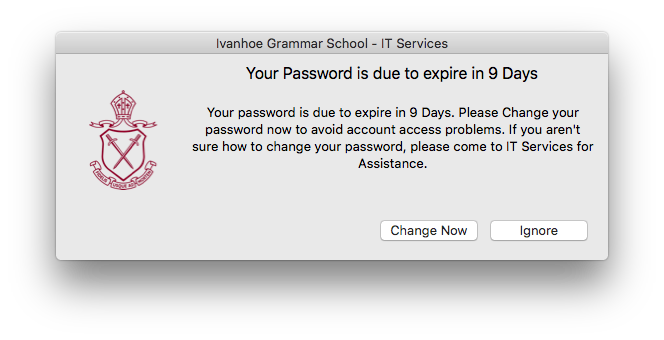 Ivanhoe Grammar School - IT Services
Your Password is due to expire in 9 Days
Your password is due to expire in 9 Days. Please Change your
password now to avoid account access problems. If you aren't
sure how to change your password, please come to IT Services for
Assistance.
Change Now
Ignore